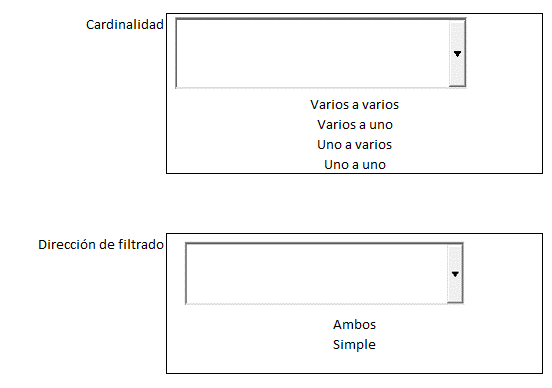 Cardinalidad
Varios a varios
Varios a uno
Uno a varios
Uno a uno
Dirección de filtrado
Ambos
Simple